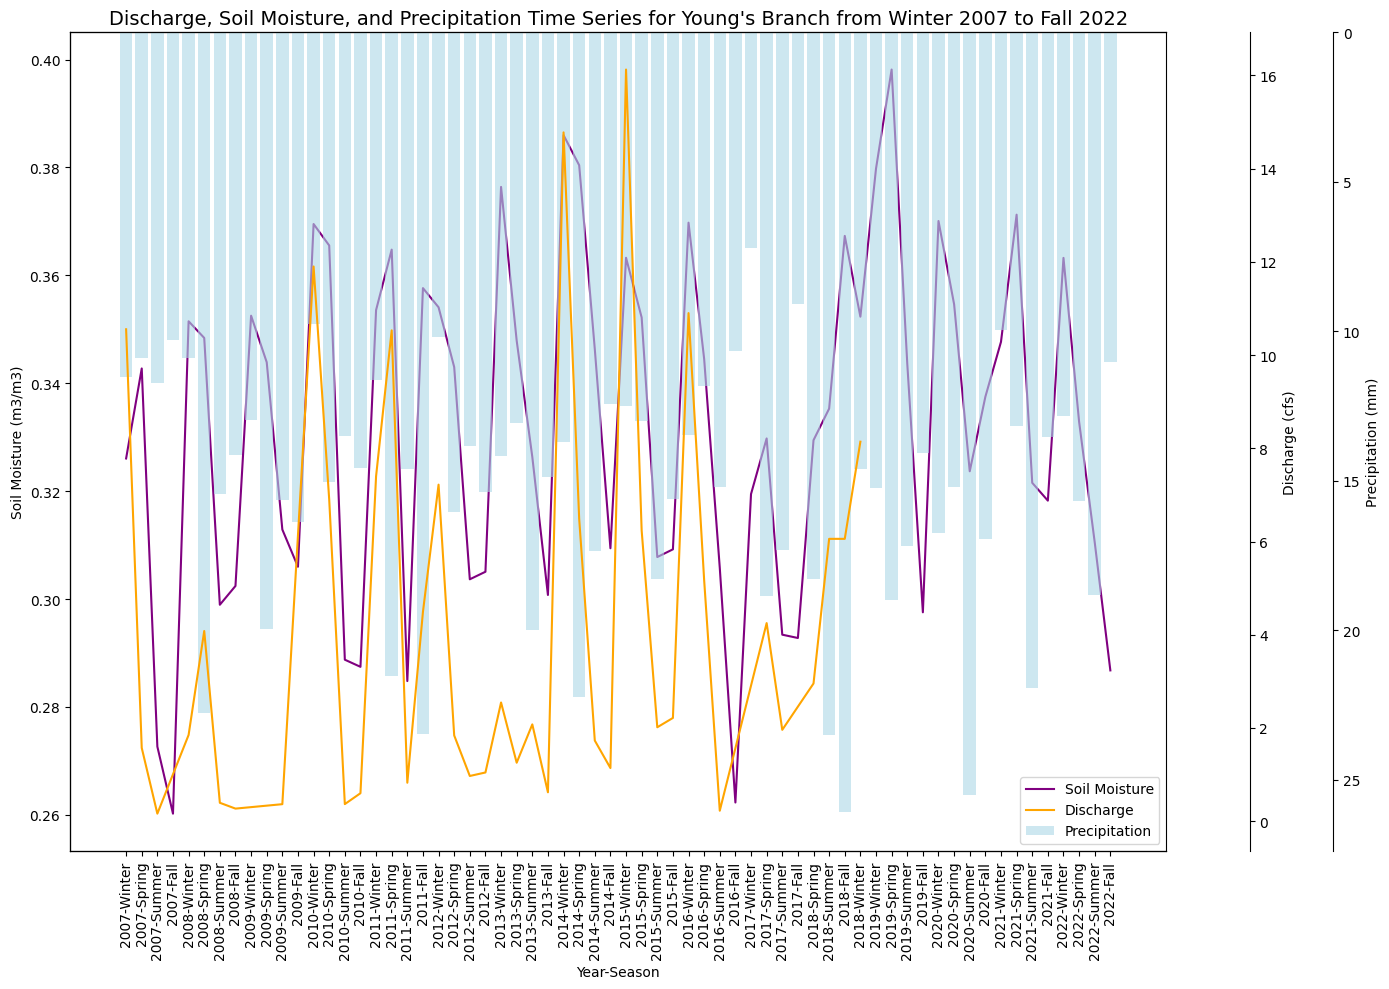 Discharge, Soil Moisture, and Precipitation Time Series for Young's Branch from Winter 2007 to Fall 2022
Soil Moisture (m3/m3)
0.40
0.38
0.36
0.34
0.32
0.30
0.28
0.26
Discharge (cfs)
16
14
12
10
8
6
4
2
0
Precipitation (mm)
0
5
10
15
20
25
Soil Moisture
Discharge
Precipitation
2007-Winter
2007-Spring
2007-Summer
2007-Fall
2008-Winter
2008-Spring
2008-Summer
2008-Fall
2009-Winter
2009-Spring
2009-Summer
2009-Fall
2010-Winter
2010-Spring
2010-Summer
2010-Fall
2011-Winter
2011-Spring
2011-Summer
2011-Fall
2012-Winter
2012-Spring
2012-Summer
2012-Fall
2013-Winter
2013-Spring
2013-Summer
2013-Fall
2014-Winter
2014-Spring
2014-Summer
2014-Fall
2015-Winter
2015-Spring
2015-Summer
2015-Fall
2016-Winter
2016-Spring
2016-Summer
2016-Fall
2017-Winter
2017-Spring
2017-Summer
2017-Fall
2018-Spring
2018-Summer
2018-Fall
2018-Winter
2019-Winter
2019-Spring
2019-Summer
2019-Fall
2020-Winter
2020-Spring
2020-Summer
2020-Fall
2021-Winter
2021-Spring
2021-Summer
2021-Fall
2022-Winter
2022-Spring
2022-Summer
2022-Fall
Year-Season